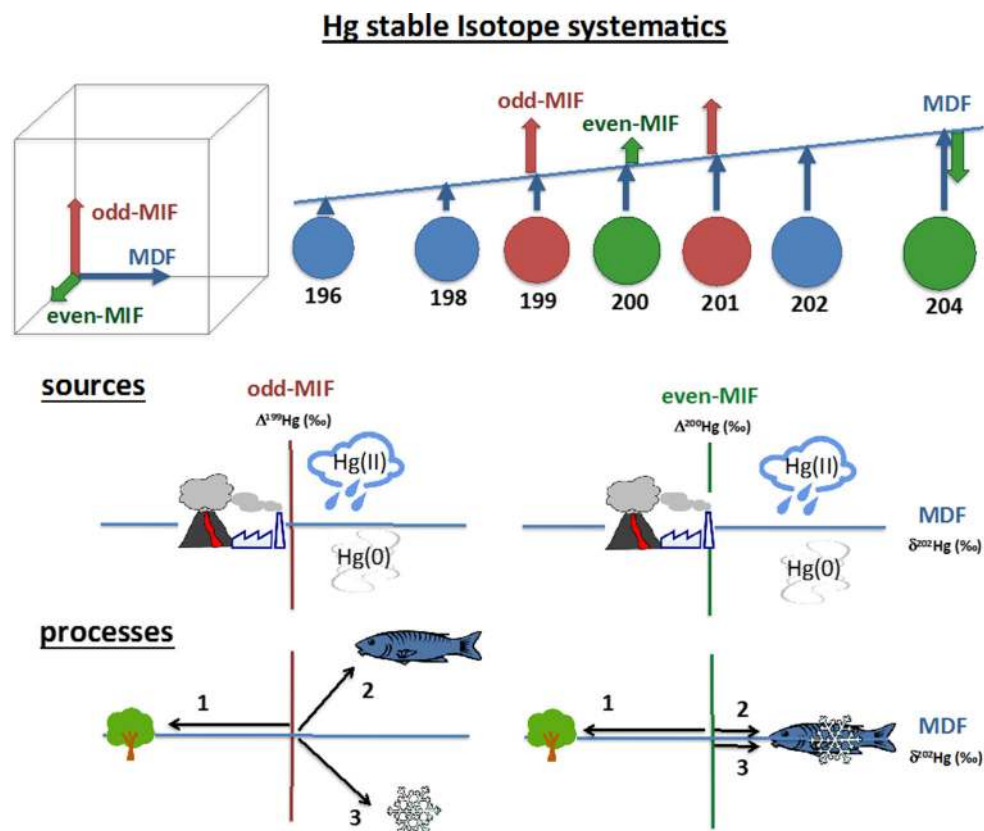 Hg stable Isotope systematics
odd-MIF
MDF
even-MIF
odd-MIF
even-MIF
MDF
196
198
199
200
201
202
204
sources
odd-MIF
Δ¹⁹⁹Hg (‰)
Hg(II)
Hg(0)
even-MIF
Δ²⁰⁰Hg (‰)
Hg(II)
Hg(0)
MDF
δ²⁰²Hg (‰)
processes
1
2
3
1
2
3
MDF
δ²⁰²Hg (‰)